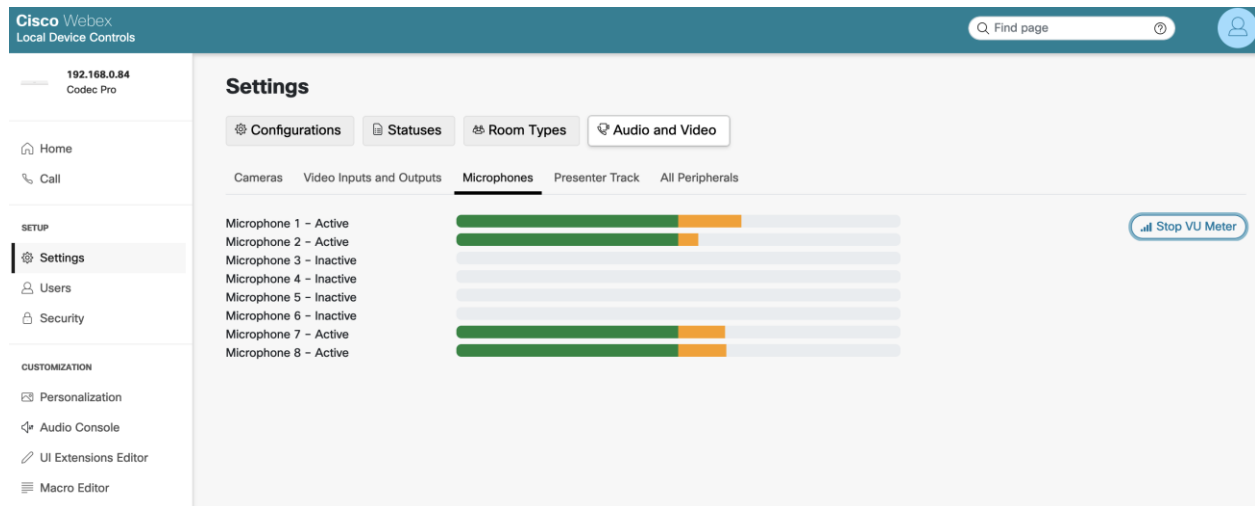 Cisco Webex
Local Device Controls
Find page
192.168.0.84
Codec Pro
Home
Call
SETUP
Settings
Users
Security
CUSTOMIZATION
Personalization
Audio Console
UI Extensions Editor
Macro Editor
Settings
Configurations
Statuses
Room Types
Audio and Video
Cameras
Video Inputs and Outputs
Microphones
Presenter Track
All Peripherals
Microphone 1 – Active
Microphone 2 – Active
Microphone 3 – Inactive
Microphone 4 – Inactive
Microphone 5 – Inactive
Microphone 6 – Inactive
Microphone 7 – Active
Microphone 8 – Active
Stop VU Meter